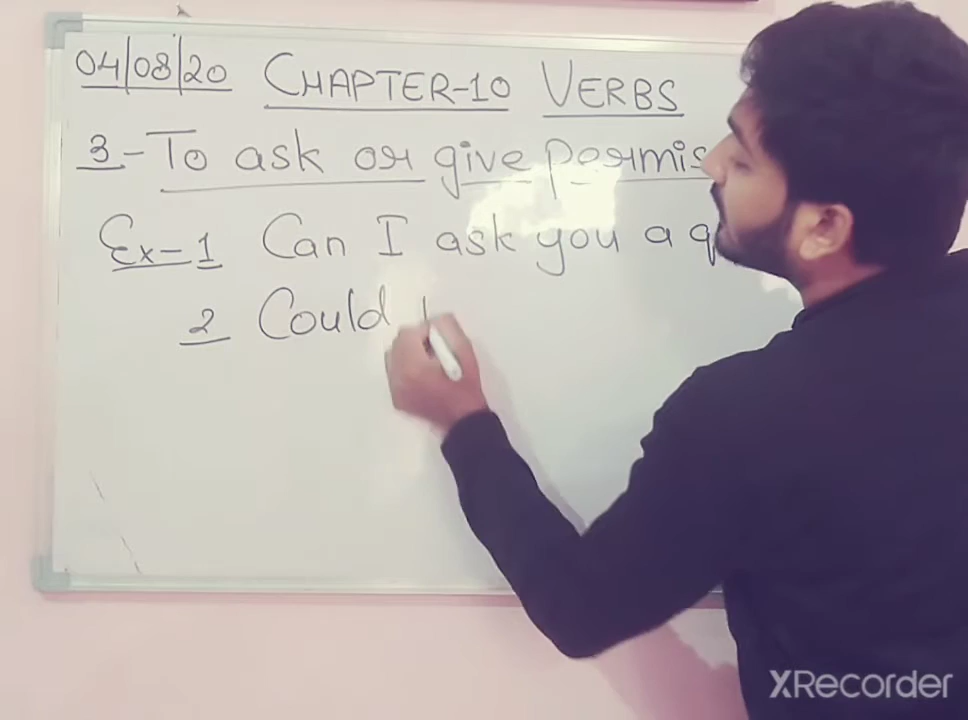 04/08/20 CHAPTER-10 VERBS
3-To ask or give permis
Ex-1 Can I ask you a q
2 Could
XRecorder